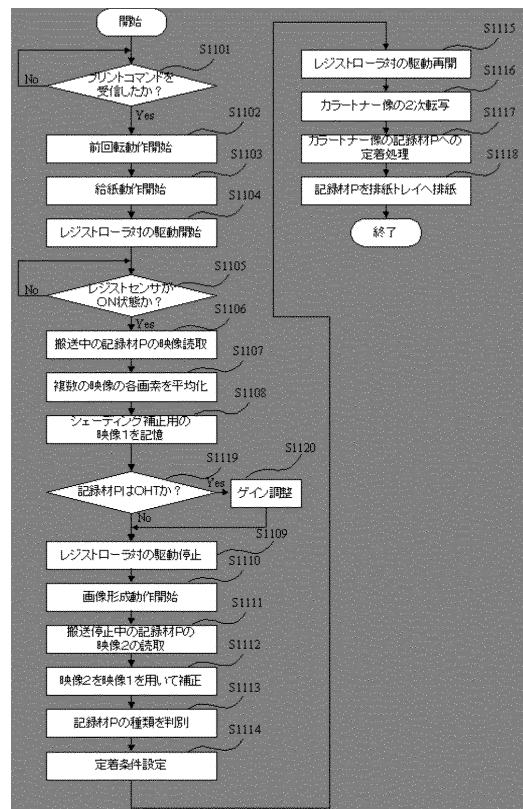 開始
S1101
プリントコマンドを
受信したか？
No
Yes
S1102
前回転動作開始
S1103
給紙動作開始
S1104
レジストローラ対の駆動開始
S1105
レジストセンサが
ON状態か？
No
Yes
S1106
搬送中の記録材Pの映像読取
S1107
複数の映像の各画素を平均化
S1108
シェーディング補正用の
映像1を記憶
S1119
記録材PはOHTか？
Yes
S1120
ゲイン調整
No
S1109
レジストローラ対の駆動停止
S1110
画像形成動作開始
S1111
搬送停止中の記録材Pの
映像2の読取
S1112
映像2を映像1を用いて補正
S1113
記録材Pの種類を判別
S1114
定着条件設定
S1115
レジストローラ対の駆動再開
S1116
カラートナー像の2次転写
S1117
カラートナー像の記録材Pへの
定着処理
S1118
記録材Pを排紙トレイへ排紙
終了